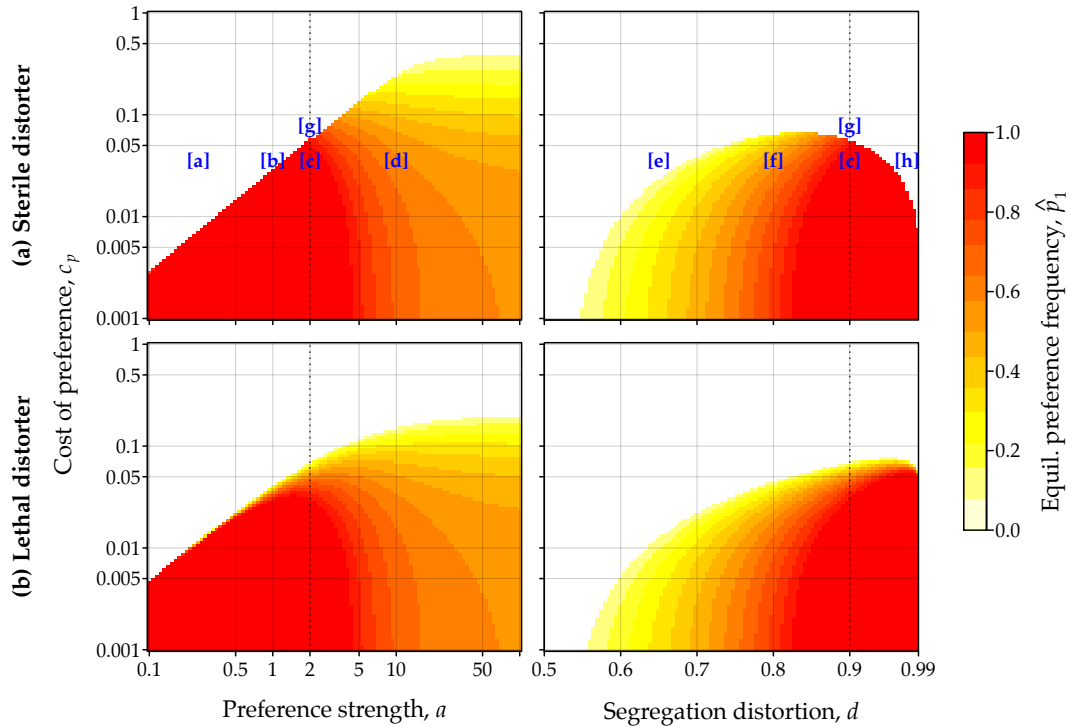 (a) Sterile distorter
(b) Lethal distorter
Cost of preference, c_p
1
0.5
0.1
0.05
0.01
0.005
0.001
[a]
[b]
[g]
[c]
[d]
[e]
[f]
[g]
[c]
[h]
1
0.5
0.1
0.05
0.01
0.005
0.001
0.1 0.5 1 2 5 10 50
Preference strength, a
0.5 0.6 0.7 0.8 0.9 0.99
Segregation distortion, d
1.0
0.8
0.6
0.4
0.2
0.0
Equil. preference frequency, p̂_1